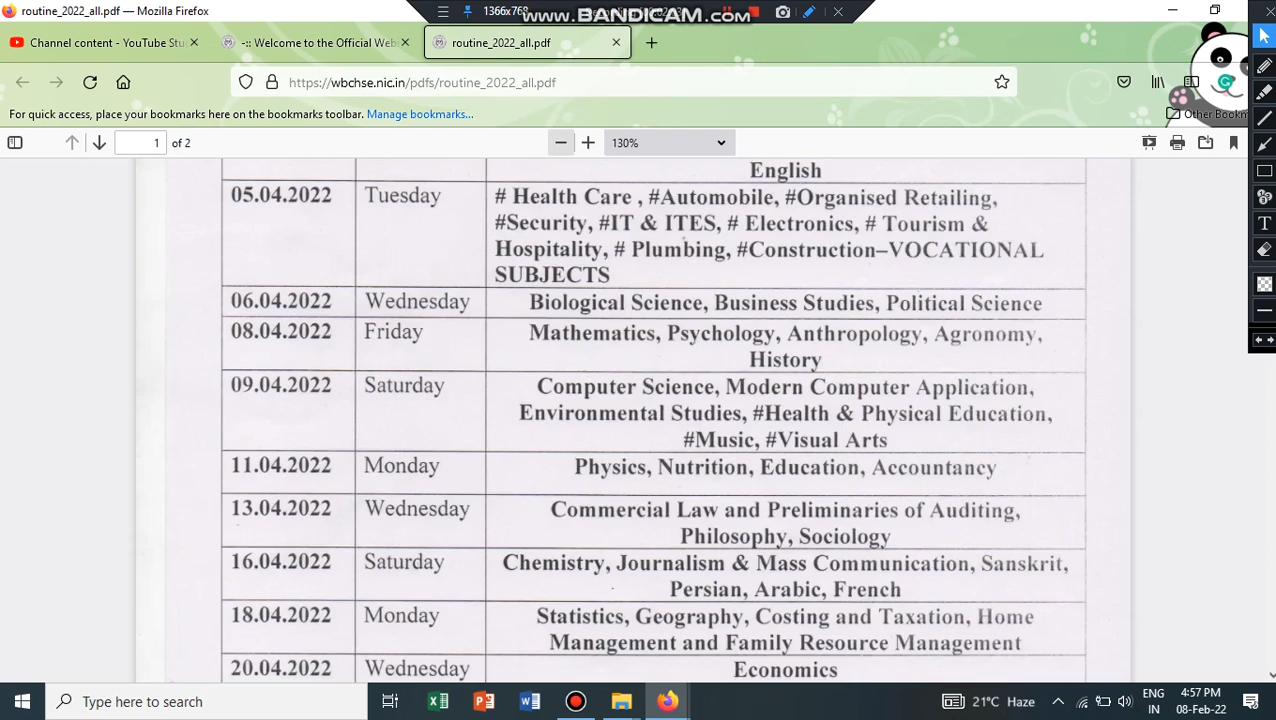 routine_2022_all.pdf — Mozilla Firefox
1366x768
www.BANDICAM.com
Channel content - YouTube Stu
-:: Welcome to the Official Web
routine_2022_all.pdf
https://wbchse.nic.in/pdfs/routine_2022_all.pdf
For quick access, place your bookmarks here on the bookmarks toolbar. Manage bookmarks...
Other Bookm
1 of 2
130%
English
05.04.2022 Tuesday # Health Care , #Automobile, #Organised Retailing,
#Security, #IT & ITES, # Electronics, # Tourism &
Hospitality, # Plumbing, #Construction–VOCATIONAL
SUBJECTS
06.04.2022 Wednesday Biological Science, Business Studies, Political Science
08.04.2022 Friday Mathematics, Psychology, Anthropology, Agronomy,
History
09.04.2022 Saturday Computer Science, Modern Computer Application,
Environmental Studies, #Health & Physical Education,
#Music, #Visual Arts
11.04.2022 Monday Physics, Nutrition, Education, Accountancy
13.04.2022 Wednesday Commercial Law and Preliminaries of Auditing,
Philosophy, Sociology
16.04.2022 Saturday Chemistry, Journalism & Mass Communication, Sanskrit,
Persian, Arabic, French
18.04.2022 Monday Statistics, Geography, Costing and Taxation, Home
Management and Family Resource Management
20.04.2022 Wednesday Economics
Type here to search
21°C Haze
ENG
IN
4:57 PM
08-Feb-22